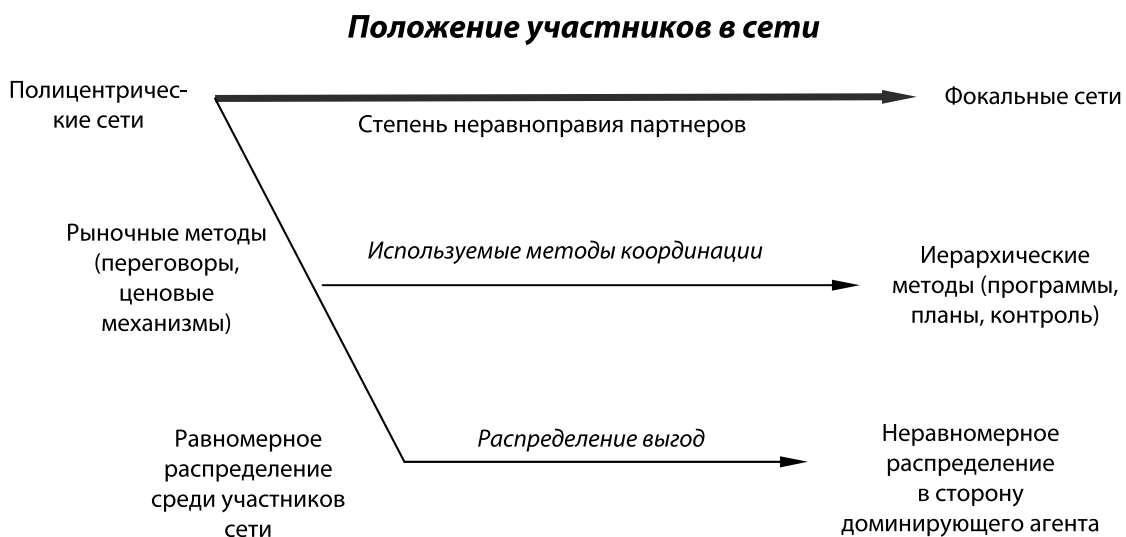 Положение участников в сети
Полицентричес-
кие сети
Степень неравноправия партнеров
Фокальные сети
Рыночные методы
(переговоры,
ценовые
механизмы)
Используемые методы координации
Иерархические
методы (программы,
планы, контроль)
Равномерное
распределение
среди участников
сети
Распределение выгод
Неравномерное
распределение
в сторону
доминирующего агента